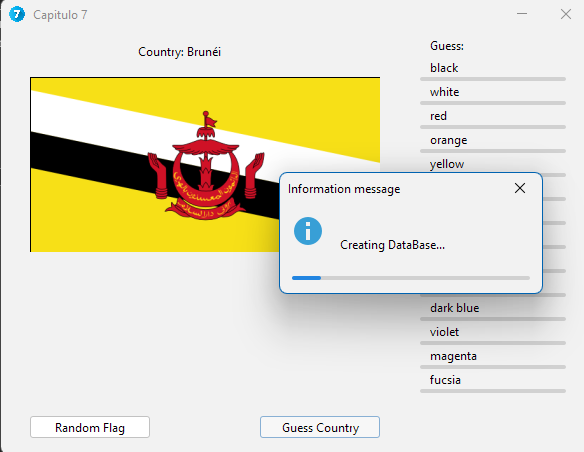 7 Capitulo 7
Country: Brunéi
Guess:
black
white
red
orange
yellow
Information message
Creating DataBase...
dark blue
violet
magenta
fucsia
Random Flag
Guess Country